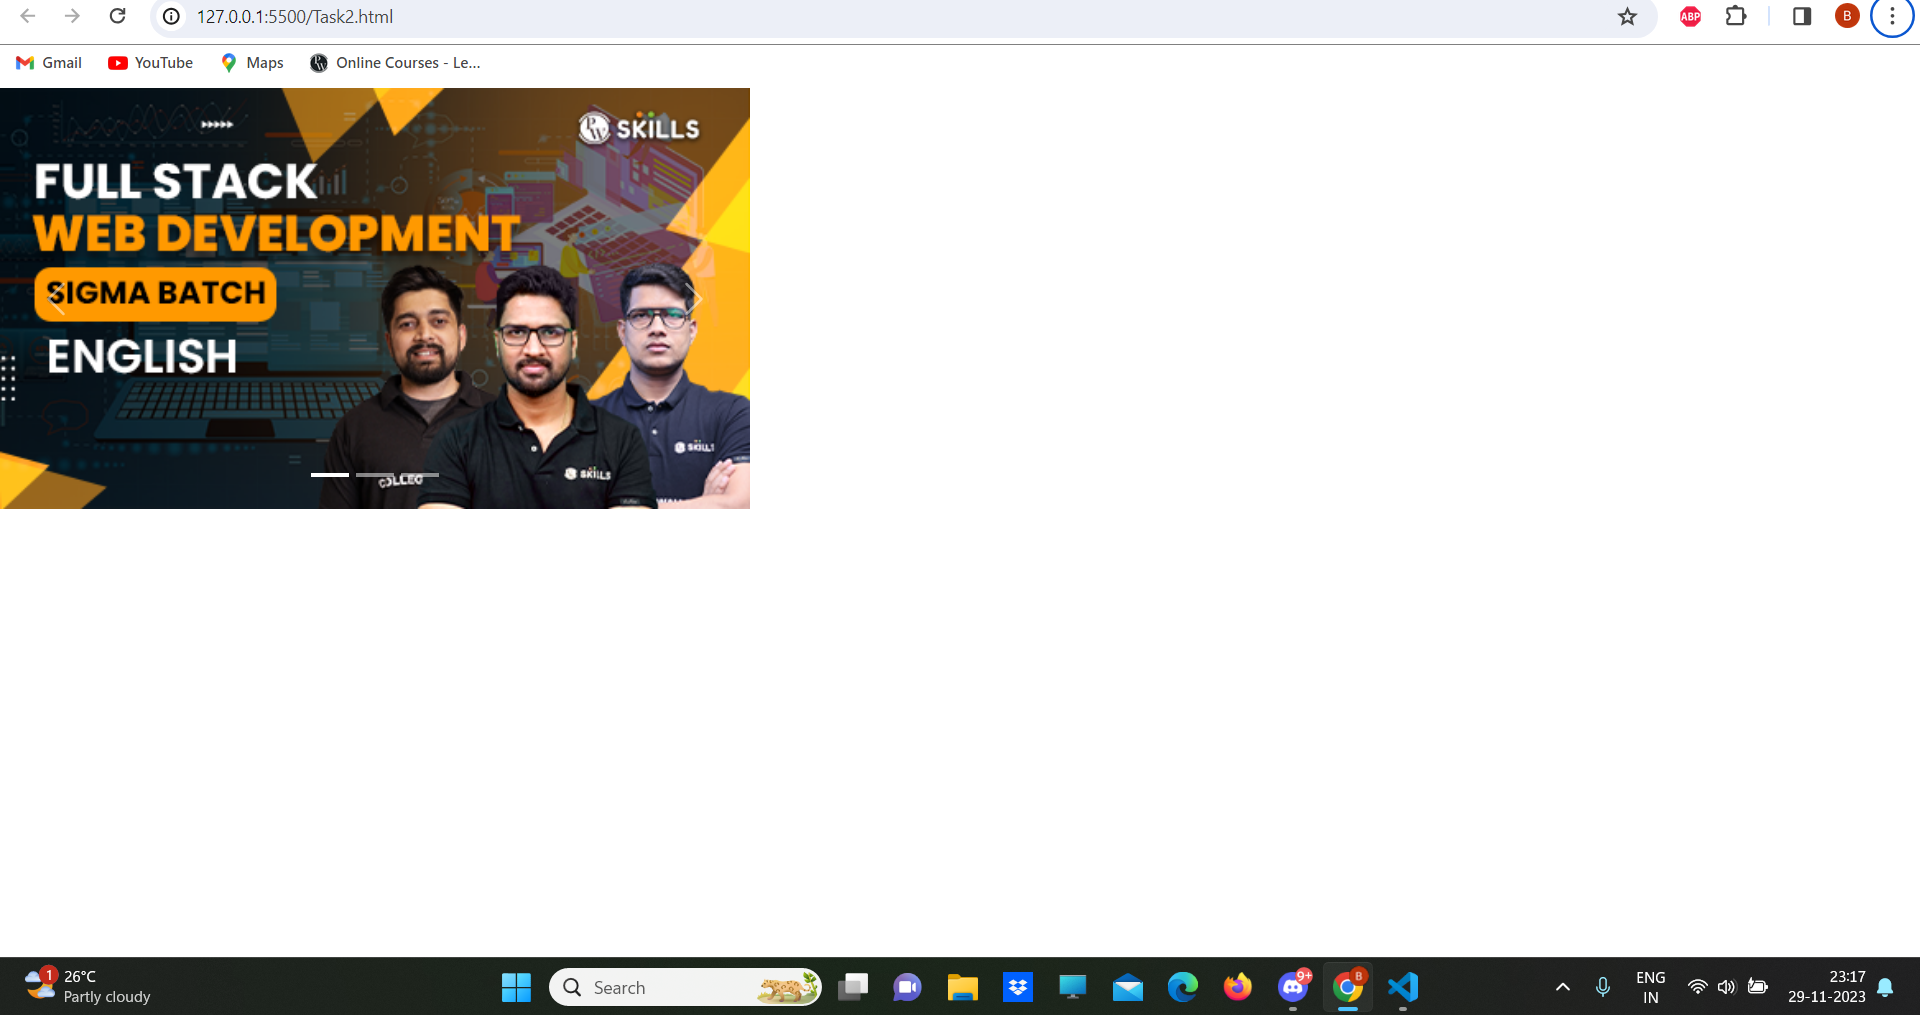 127.0.0.1:5500/Task2.html
ABP
B
Gmail
YouTube
Maps
Online Courses - Le...
PW SKILLS
FULL STACK
WEB DEVELOPMENT
SIGMA BATCH
ENGLISH
SKILLS
SKILLS
1
26°C
Partly cloudy
Search
9+
B
ENG
IN
23:17
29-11-2023